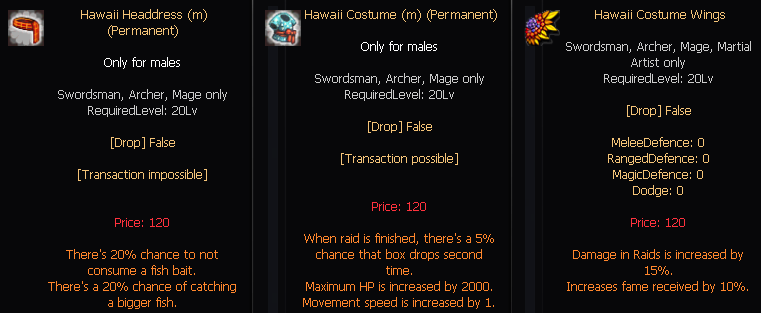 Hawaii Headdress (m)
(Permanent)
Only for males
Swordsman, Archer, Mage only
RequiredLevel: 20Lv
[Drop] False
[Transaction impossible]
Price: 120
There's 20% chance to not
consume a fish bait.
There's a 20% chance of catching
a bigger fish.
Hawaii Costume (m) (Permanent)
Only for males
Swordsman, Archer, Mage only
RequiredLevel: 20Lv
[Drop] False
[Transaction possible]
Price: 120
When raid is finished, there's a 5%
chance that box drops second
time.
Maximum HP is increased by 2000.
Movement speed is increased by 1.
Hawaii Costume Wings
Swordsman, Archer, Mage, Martial
Artist only
RequiredLevel: 20Lv
[Drop] False
MeleeDefence: 0
RangedDefence: 0
MagicDefence: 0
Dodge: 0
Price: 120
Damage in Raids is increased by
15%.
Increases fame received by 10%.